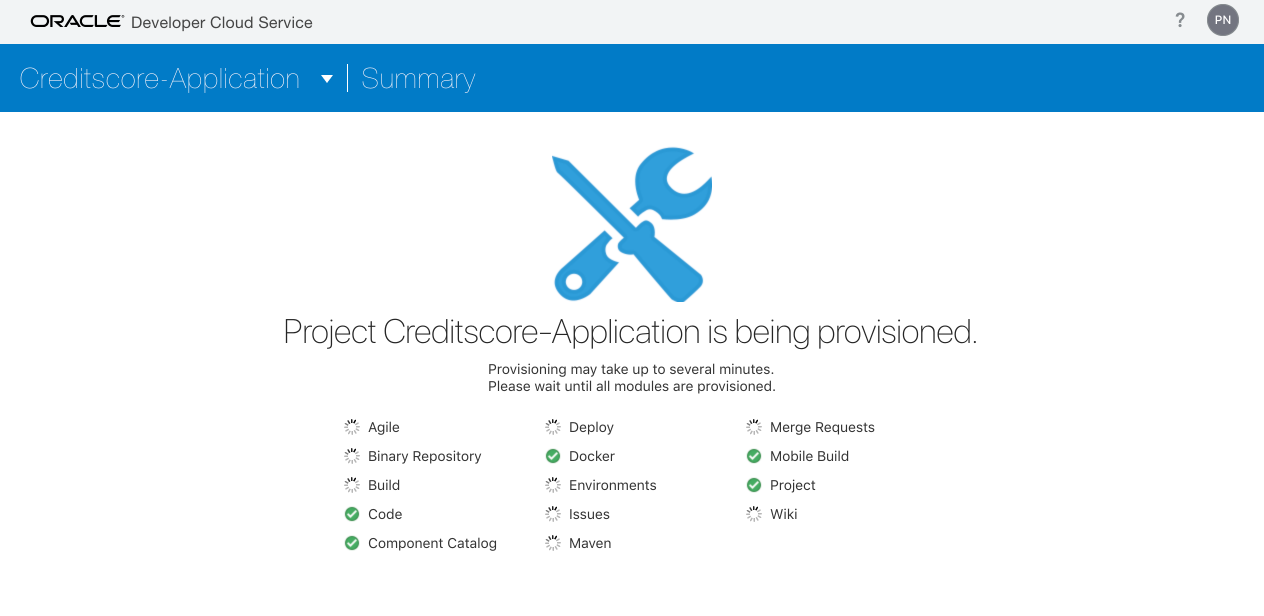 ORACLE® Developer Cloud Service
? PN
Creditscore-Application Summary
Project Creditscore-Application is being provisioned.
Provisioning may take up to several minutes.
Please wait until all modules are provisioned.
Agile Deploy Merge Requests
Binary Repository Docker Mobile Build
Build Environments Project
Code Issues Wiki
Component Catalog Maven